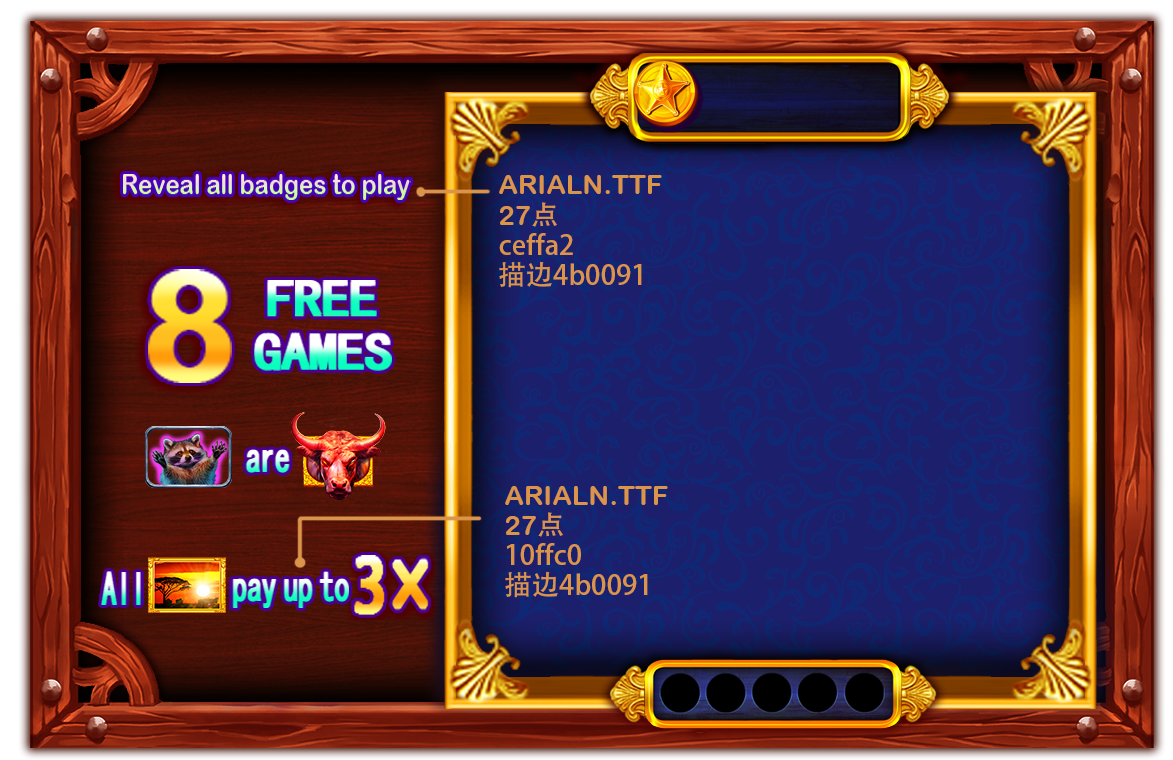 Reveal all badges to play
8 FREE
GAMES
are
All pay up to 3X
ARIALN.TTF
27点
ceffa2
描边4b0091
ARIALN.TTF
27点
10ffc0
描边4b0091